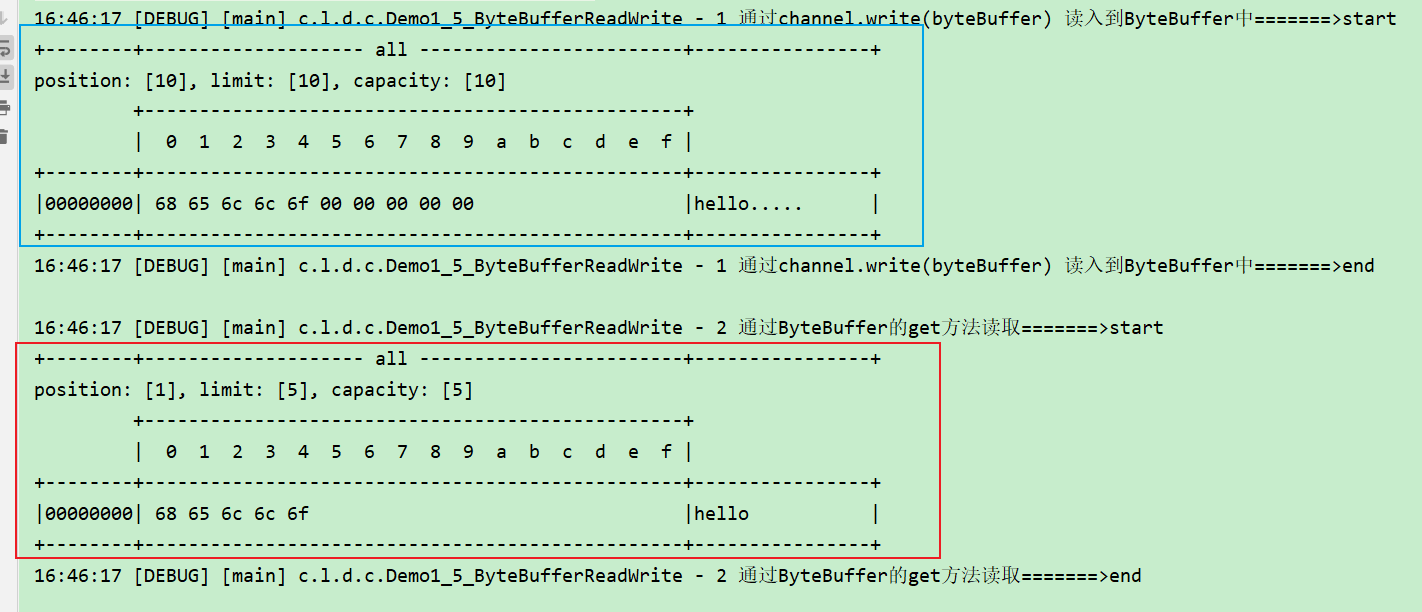 16:46:17 [DEBUG] [main] c.l.d.c.Demo1_5_ByteBufferReadWrite - 1 通过channel.write(byteBuffer) 读入到ByteBuffer中=======>start
+--------+-------------------- all ------------------------+----------------+
position: [10], limit: [10], capacity: [10]
         +-------------------------------------------------+
         |  0  1  2  3  4  5  6  7  8  9  a  b  c  d  e  f |
+--------+-------------------------------------------------+----------------+
|00000000| 68 65 6c 6c 6f 00 00 00 00 00                   |hello.....      |
+--------+-------------------------------------------------+----------------+
16:46:17 [DEBUG] [main] c.l.d.c.Demo1_5_ByteBufferReadWrite - 1 通过channel.write(byteBuffer) 读入到ByteBuffer中=======>end
16:46:17 [DEBUG] [main] c.l.d.c.Demo1_5_ByteBufferReadWrite - 2 通过ByteBuffer的get方法读取=======>start
+--------+-------------------- all ------------------------+----------------+
position: [1], limit: [5], capacity: [5]
         +-------------------------------------------------+
         |  0  1  2  3  4  5  6  7  8  9  a  b  c  d  e  f |
+--------+-------------------------------------------------+----------------+
|00000000| 68 65 6c 6c 6f                                  |hello           |
+--------+-------------------------------------------------+----------------+
16:46:17 [DEBUG] [main] c.l.d.c.Demo1_5_ByteBufferReadWrite - 2 通过ByteBuffer的get方法读取=======>end